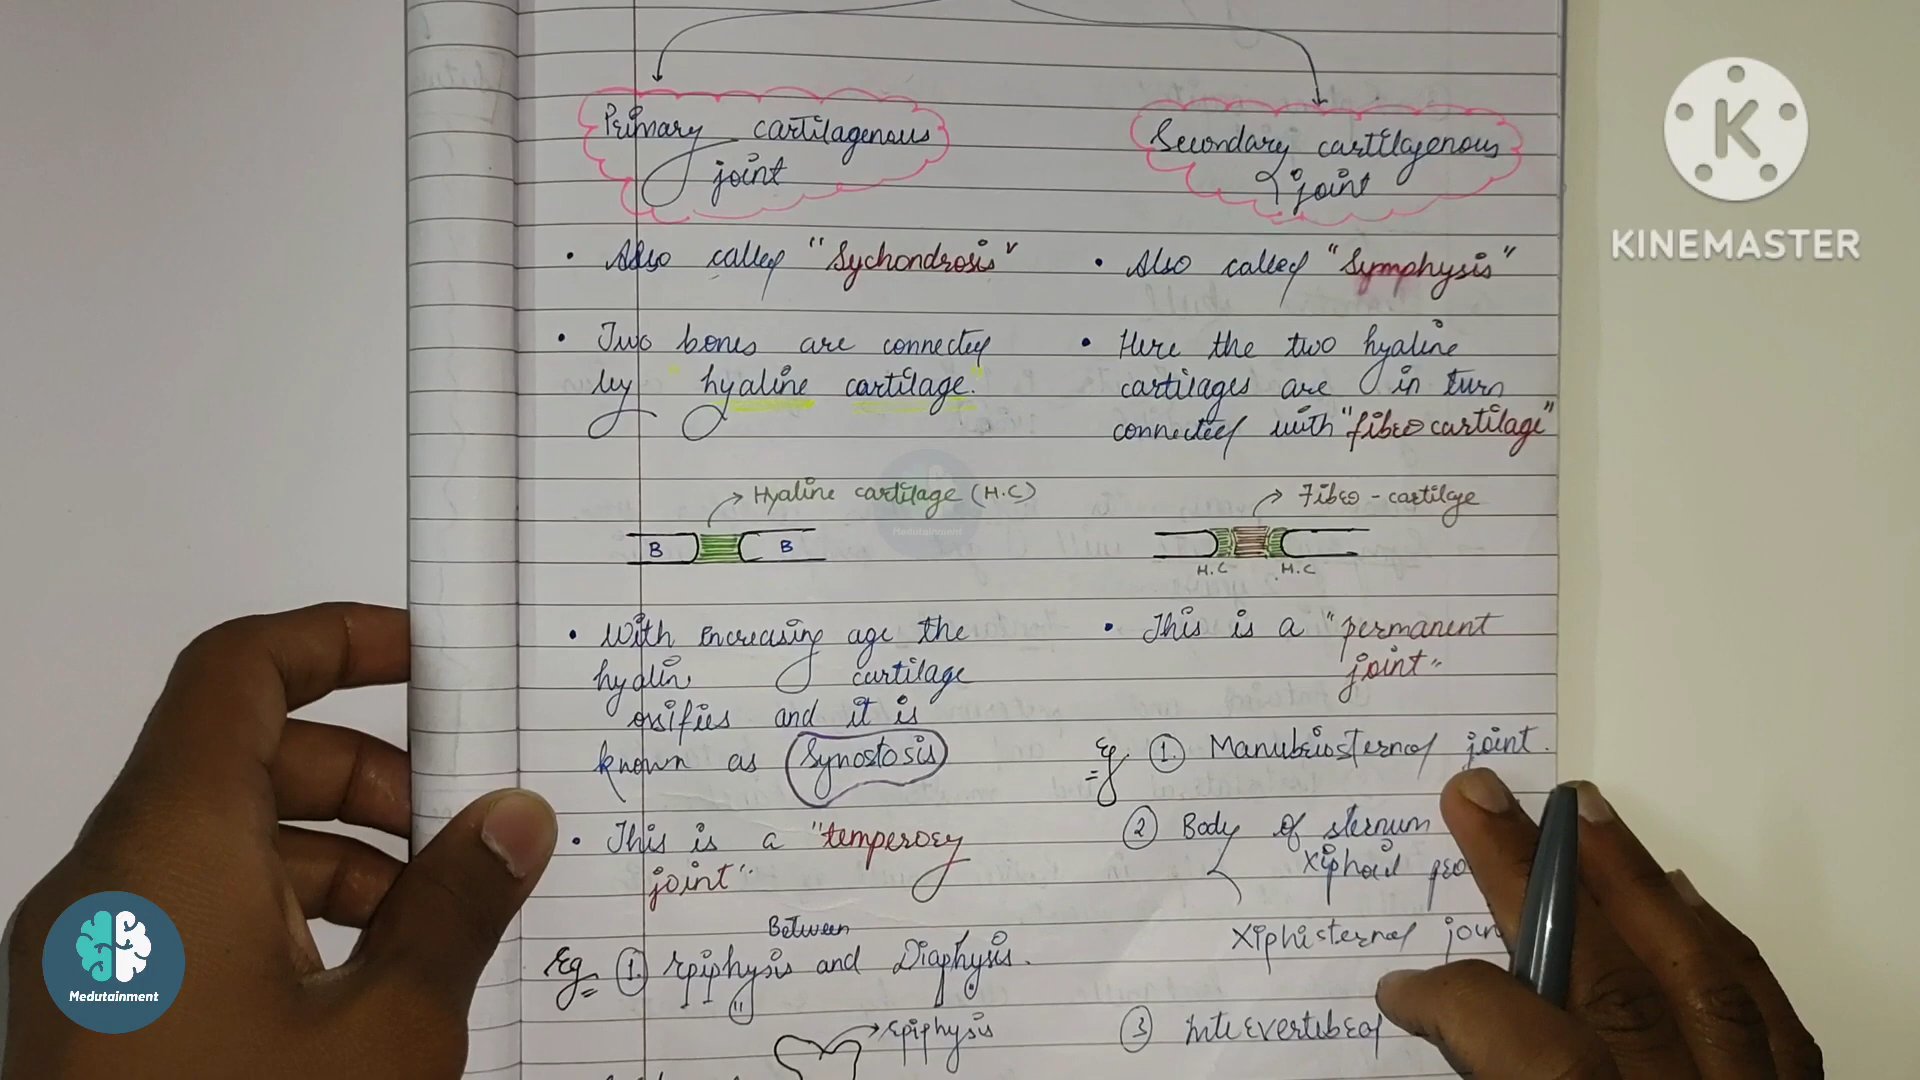 Primary cartilagenous
joint
• Also called "Sychondrosis"
• Two bones are connected
by "hyaline cartilage."
→ Hyaline cartilage (H.C)
B B
• With increasing age the
hyalin cartilage
ossifies and it is
known as Synostosis
• This is a "temperory
joint".
Between
Eg = 1. Epiphysis and Diaphysis.
→ Epiphysis
Secondary cartilagenous
joint
• Also called "Symphysis"
• Here the two hyaline
cartilages are in turn
connected with "fibro cartilage"
→ Fibro - cartilage
H.C H.C
• This is a "permanent
joint"
Eg. = 1. Manubriosternal joint.
2 Body of sternum
Xiphoid pro
Xiphisternal join
3 Intervertebral
KINEMASTER
Medutainment
Medutainment